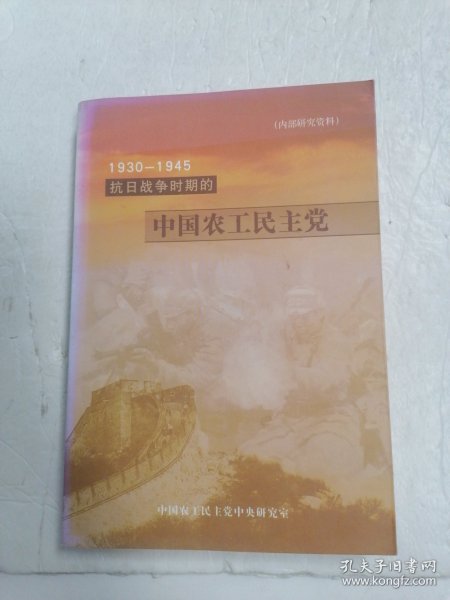 （内部研究资料）
1930—1945
抗日战争时期的
中国农工民主党
中国农工民主党中央研究室
孔夫子旧书网
www.kongfz.com